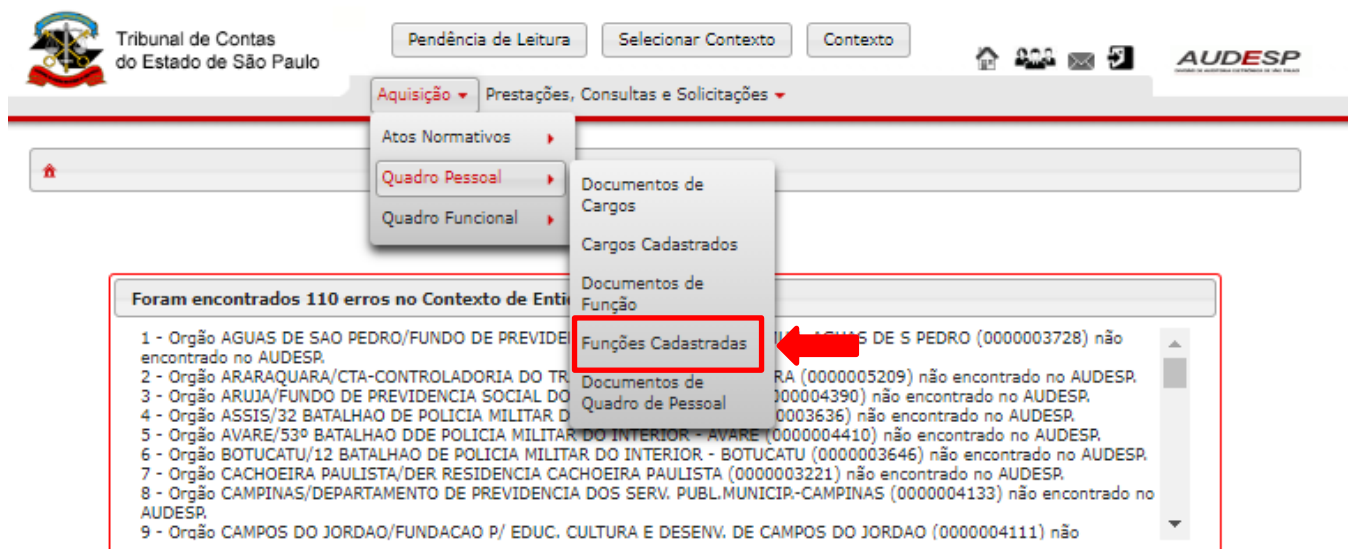 Tribunal de Contas
do Estado de São Paulo
Pendência de Leitura
Selecionar Contexto
Contexto
AUDESP
Aquisição
Prestações, Consultas e Solicitações
Atos Normativos
Quadro Pessoal
Quadro Funcional
Documentos de
Cargos
Cargos Cadastrados
Documentos de
Função
Funções Cadastradas
Documentos de
Quadro de Pessoal
Foram encontrados 110 erros no Contexto de
1 - Orgão AGUAS DE SAO PEDRO/FUNDO DE DE S PEDRO (0000003728) não
encontrado no AUDESP.
2 - Orgão ARARAQUARA/CTA-CONTROLADORIA DO (0000005209) não encontrado no AUDESP.
3 - Orgão ARUJA/FUNDO DE PREVIDENCIA SOCIAL não encontrado no AUDESP.
4 - Orgão ASSIS/32 BATALHAO DE POLICIA MILITAR não encontrado no AUDESP.
5 - Orgão AVARE/53º BATALHAO DDE POLICIA MILITAR DO INTERIOR - AVARE (0000004410) não encontrado no AUDESP.
6 - Orgão BOTUCATU/12 BATALHAO DE POLICIA MILITAR DO INTERIOR - BOTUCATU (0000003646) não encontrado no AUDESP.
7 - Orgão CACHOEIRA PAULISTA/DER RESIDENCIA CACHOEIRA PAULISTA (0000003221) não encontrado no AUDESP.
8 - Orgão CAMPINAS/DEPARTAMENTO DE PREVIDENCIA DOS SERV. PUBL.MUNICIP.-CAMPINAS (0000004133) não encontrado no
AUDESP.
9 - Orgão CAMPOS DO JORDAO/FUNDACAO P/ EDUC. CULTURA E DESENV. DE CAMPOS DO JORDAO (0000004111) não